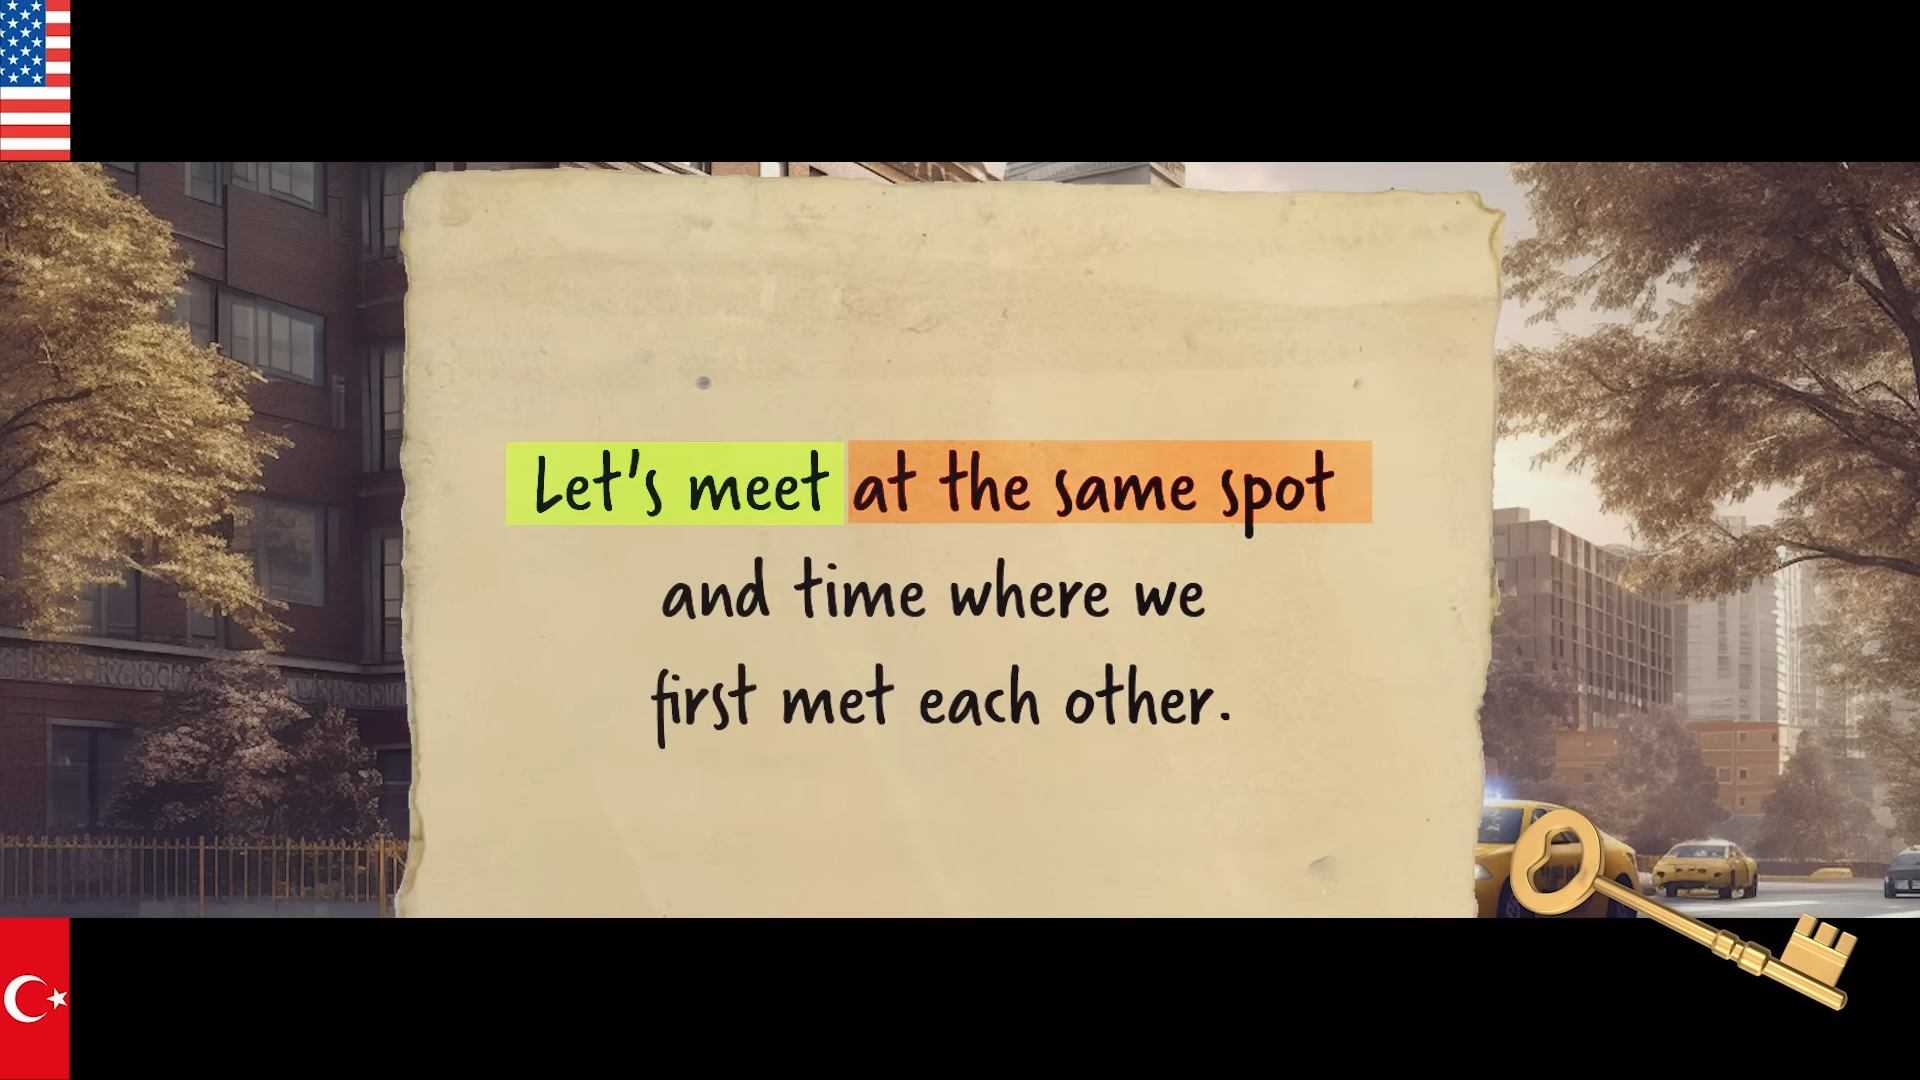 Let's meet at the same spot
and time where we
first met each other.